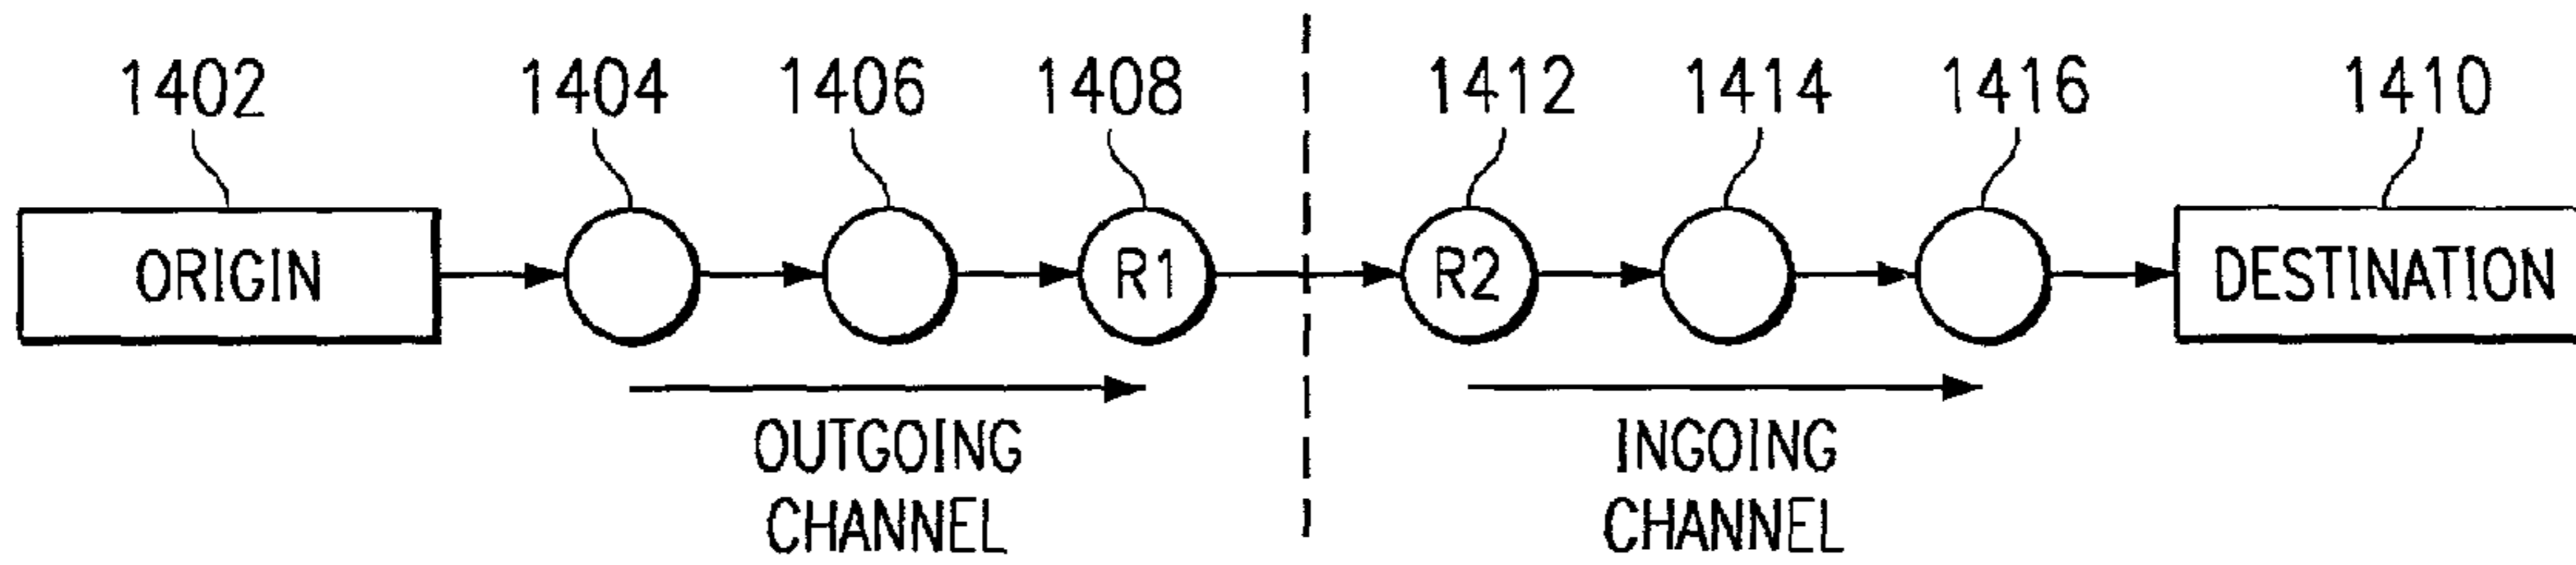 1402 1404 1406 1408 1412 1414 1416 1410
ORIGIN R1 R2 DESTINATION
OUTGOING INGOING
CHANNEL CHANNEL